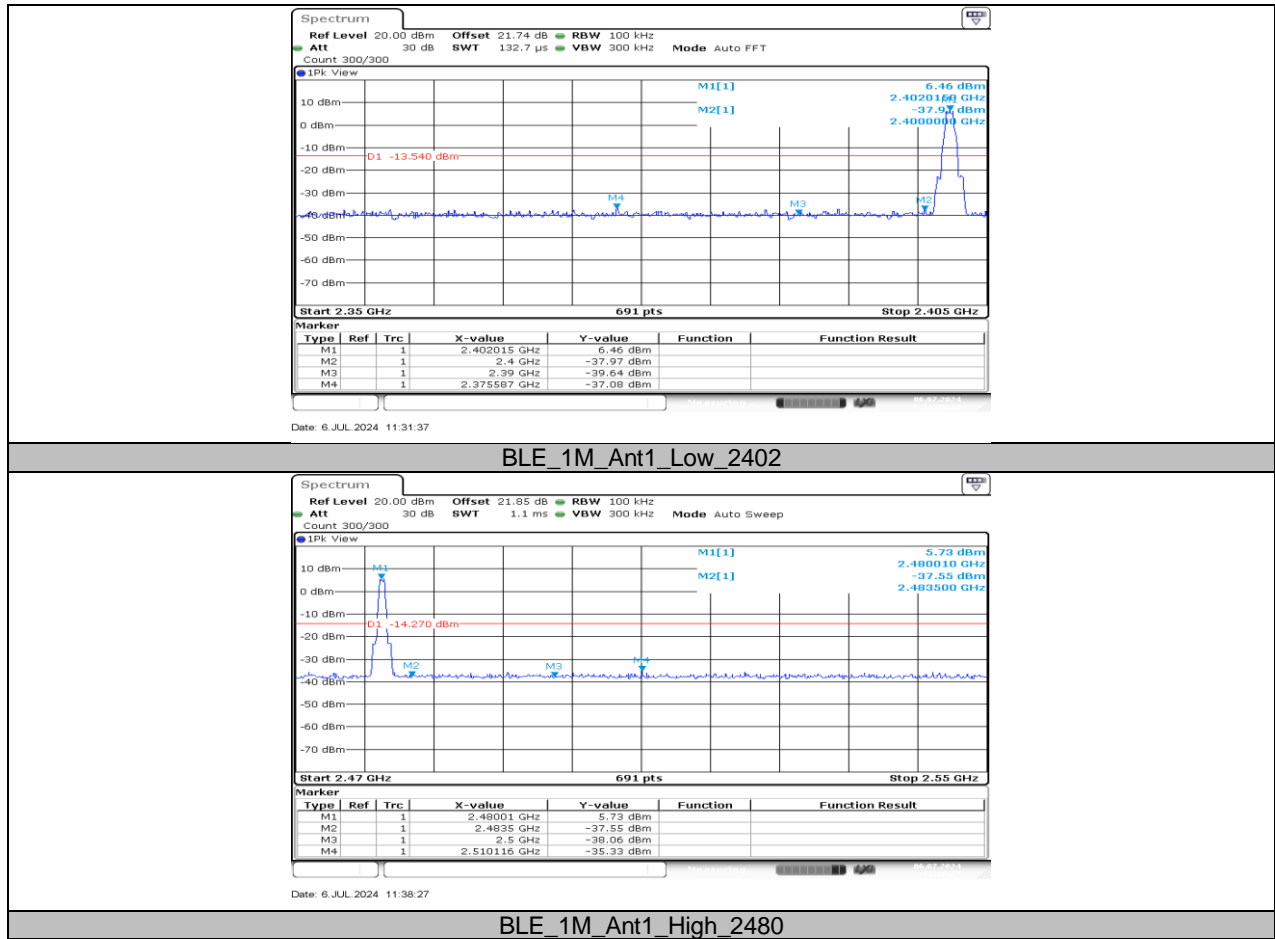 Spectrum
Ref Level 20.00 dBm Offset 21.74 dB RBW 100 kHz
Att 30 dB SWT 132.7 µs VBW 300 kHz Mode Auto FFT
Count 300/300
1Pk View
M1[1] 6.46 dBm
2.4020150 GHz
M2[1] -37.97 dBm
2.4000000 GHz
10 dBm
0 dBm
-10 dBm
D1 -13.540 dBm
-20 dBm
-30 dBm
M4
M3
M2
-40 dBm
-50 dBm
-60 dBm
-70 dBm
Start 2.35 GHz 691 pts Stop 2.405 GHz
Marker
Type Ref Trc X-value Y-value Function Function Result
M1 1 2.402015 GHz 6.46 dBm
M2 1 2.4 GHz -37.97 dBm
M3 1 2.39 GHz -39.64 dBm
M4 1 2.375587 GHz -37.08 dBm
Date: 6.JUL.2024 11:31:37
BLE_1M_Ant1_Low_2402
Spectrum
Ref Level 20.00 dBm Offset 21.85 dB RBW 100 kHz
Att 30 dB SWT 1.1 ms VBW 300 kHz Mode Auto Sweep
Count 300/300
1Pk View
M1[1] 5.73 dBm
2.480010 GHz
M2[1] -37.55 dBm
2.483500 GHz
10 dBm
M1
0 dBm
-10 dBm
D1 -14.270 dBm
-20 dBm
-30 dBm
M2
M3
M4
-40 dBm
-50 dBm
-60 dBm
-70 dBm
Start 2.47 GHz 691 pts Stop 2.55 GHz
Marker
Type Ref Trc X-value Y-value Function Function Result
M1 1 2.48001 GHz 5.73 dBm
M2 1 2.4835 GHz -37.55 dBm
M3 1 2.5 GHz -38.06 dBm
M4 1 2.510116 GHz -35.33 dBm
Date: 6.JUL.2024 11:38:27
BLE_1M_Ant1_High_2480